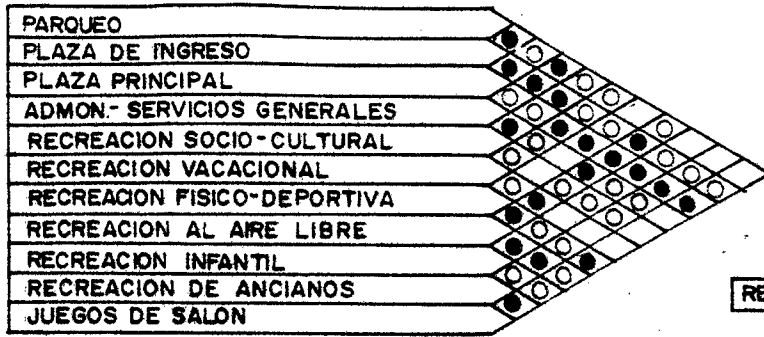 PARQUEO
PLAZA DE INGRESO
PLAZA PRINCIPAL
ADMON.- SERVICIOS GENERALES
RECREACION SOCIO-CULTURAL
RECREACION VACACIONAL
RECREACION FISICO-DEPORTIVA
RECREACION AL AIRE LIBRE
RECREACION INFANTIL
RECREACION DE ANCIANOS
JUEGOS DE SALON
RE